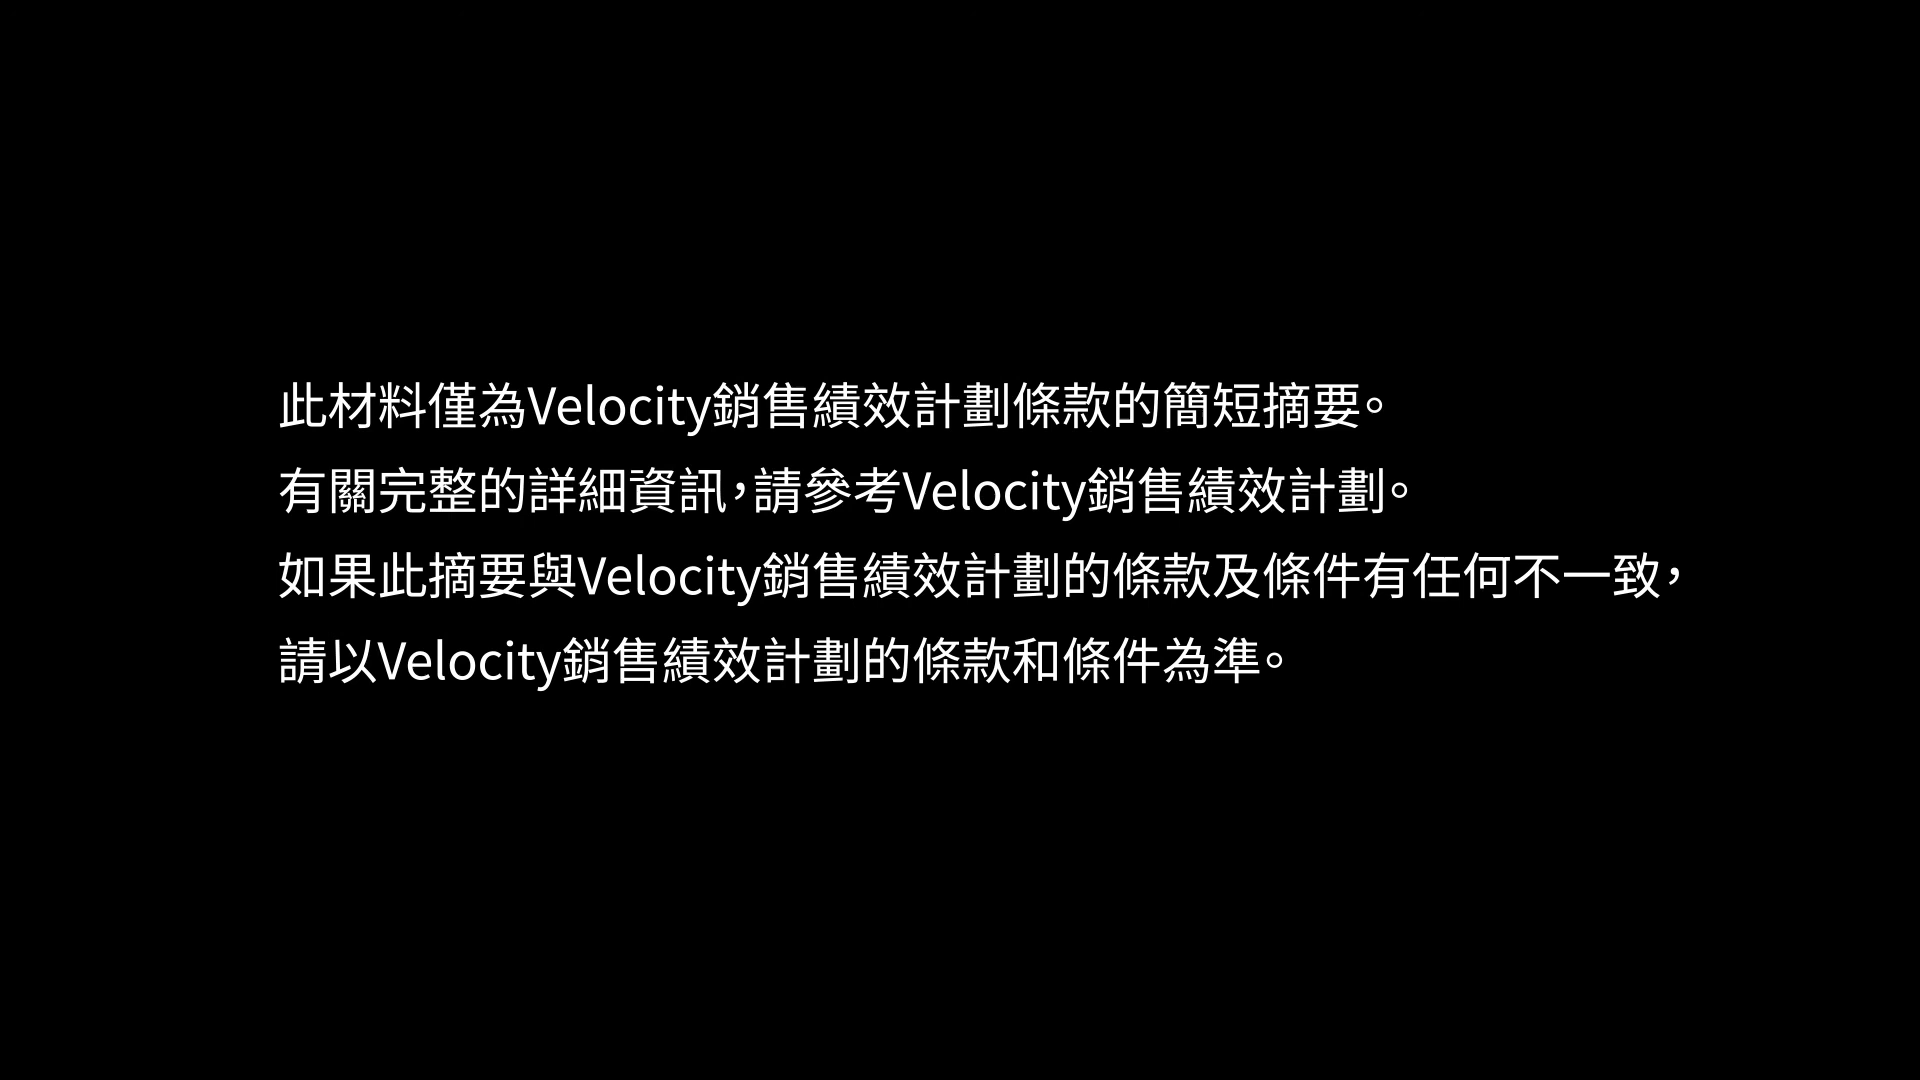 此材料僅為Velocity銷售績效計劃條款的簡短摘要。
有關完整的詳細資訊，請參考Velocity銷售績效計劃。
如果此摘要與Velocity銷售績效計劃的條款及條件有任何不一致，
請以Velocity銷售績效計劃的條款和條件為準。